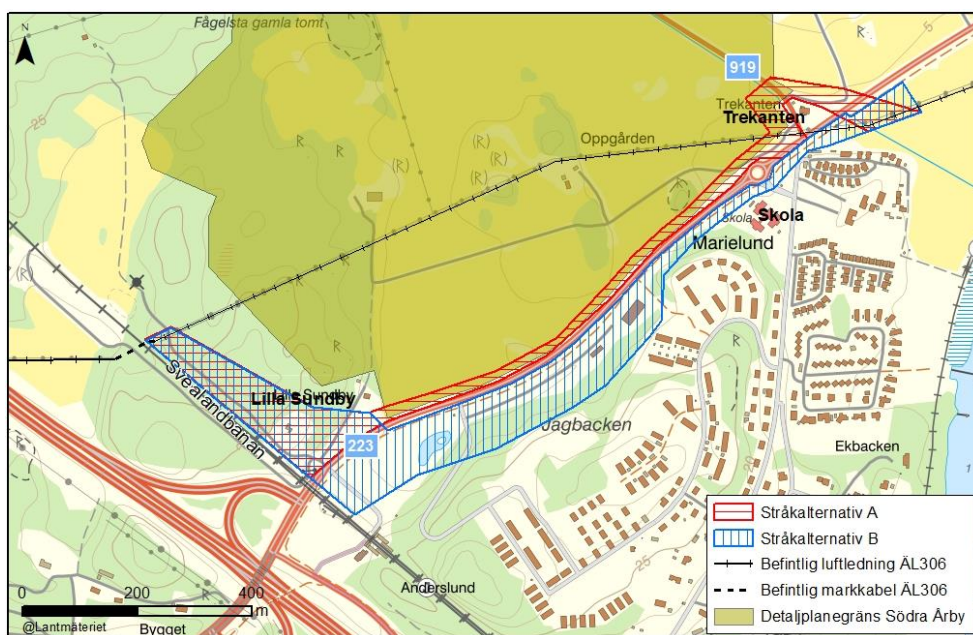 N
Fågelsta gamla tomt
R
5
919
Trekanten
Trekanten
R
25
R
R
Oppgården
(R)
(R)
(R)
Skola
Skola
Marielund
R
R
(R)
Svealandbanan
Lilla Sundby
Lilla Sundby
223
Jagbacken
Ekbacken
R
25
Anderslund
0 200 400
m
@Lantmäteriet
Bygget
Stråkalternativ A
Stråkalternativ B
Befintlig luftledning ÄL306
Befintlig markkabel ÄL306
Detaljplanegräns Södra Årby